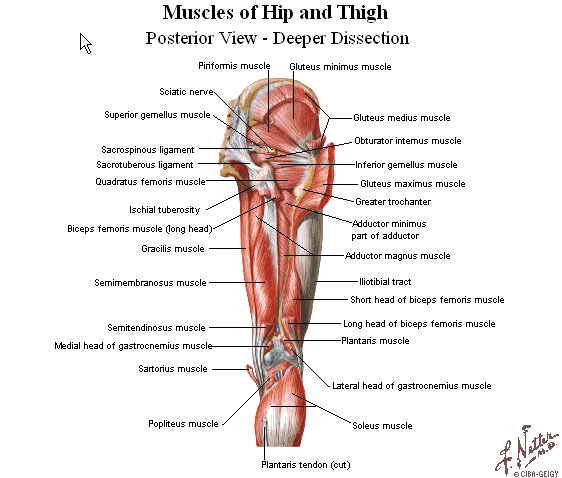 Muscles of Hip and Thigh
Posterior View - Deeper Dissection
Piriformis muscle
Gluteus minimus muscle
Sciatic nerve
Superior gemellus muscle
Gluteus medius muscle
Obturator internus muscle
Sacrospinous ligament
Sacrotuberous ligament
Inferior gemellus muscle
Quadratus femoris muscle
Gluteus maximus muscle
Greater trochanter
Ischial tuberosity
Biceps femoris muscle (long head)
Adductor minimus
part of adductor
Gracilis muscle
Adductor magnus muscle
Semimembranosus muscle
Iliotibial tract
Short head of biceps femoris muscle
Semitendinosus muscle
Long head of biceps femoris muscle
Medial head of gastrocnemius muscle
Plantaris muscle
Sartorius muscle
Lateral head of gastrocnemius muscle
Popliteus muscle
Soleus muscle
Plantaris tendon (cut)
F. Netter
M.D.
© CIBA-GEIGY